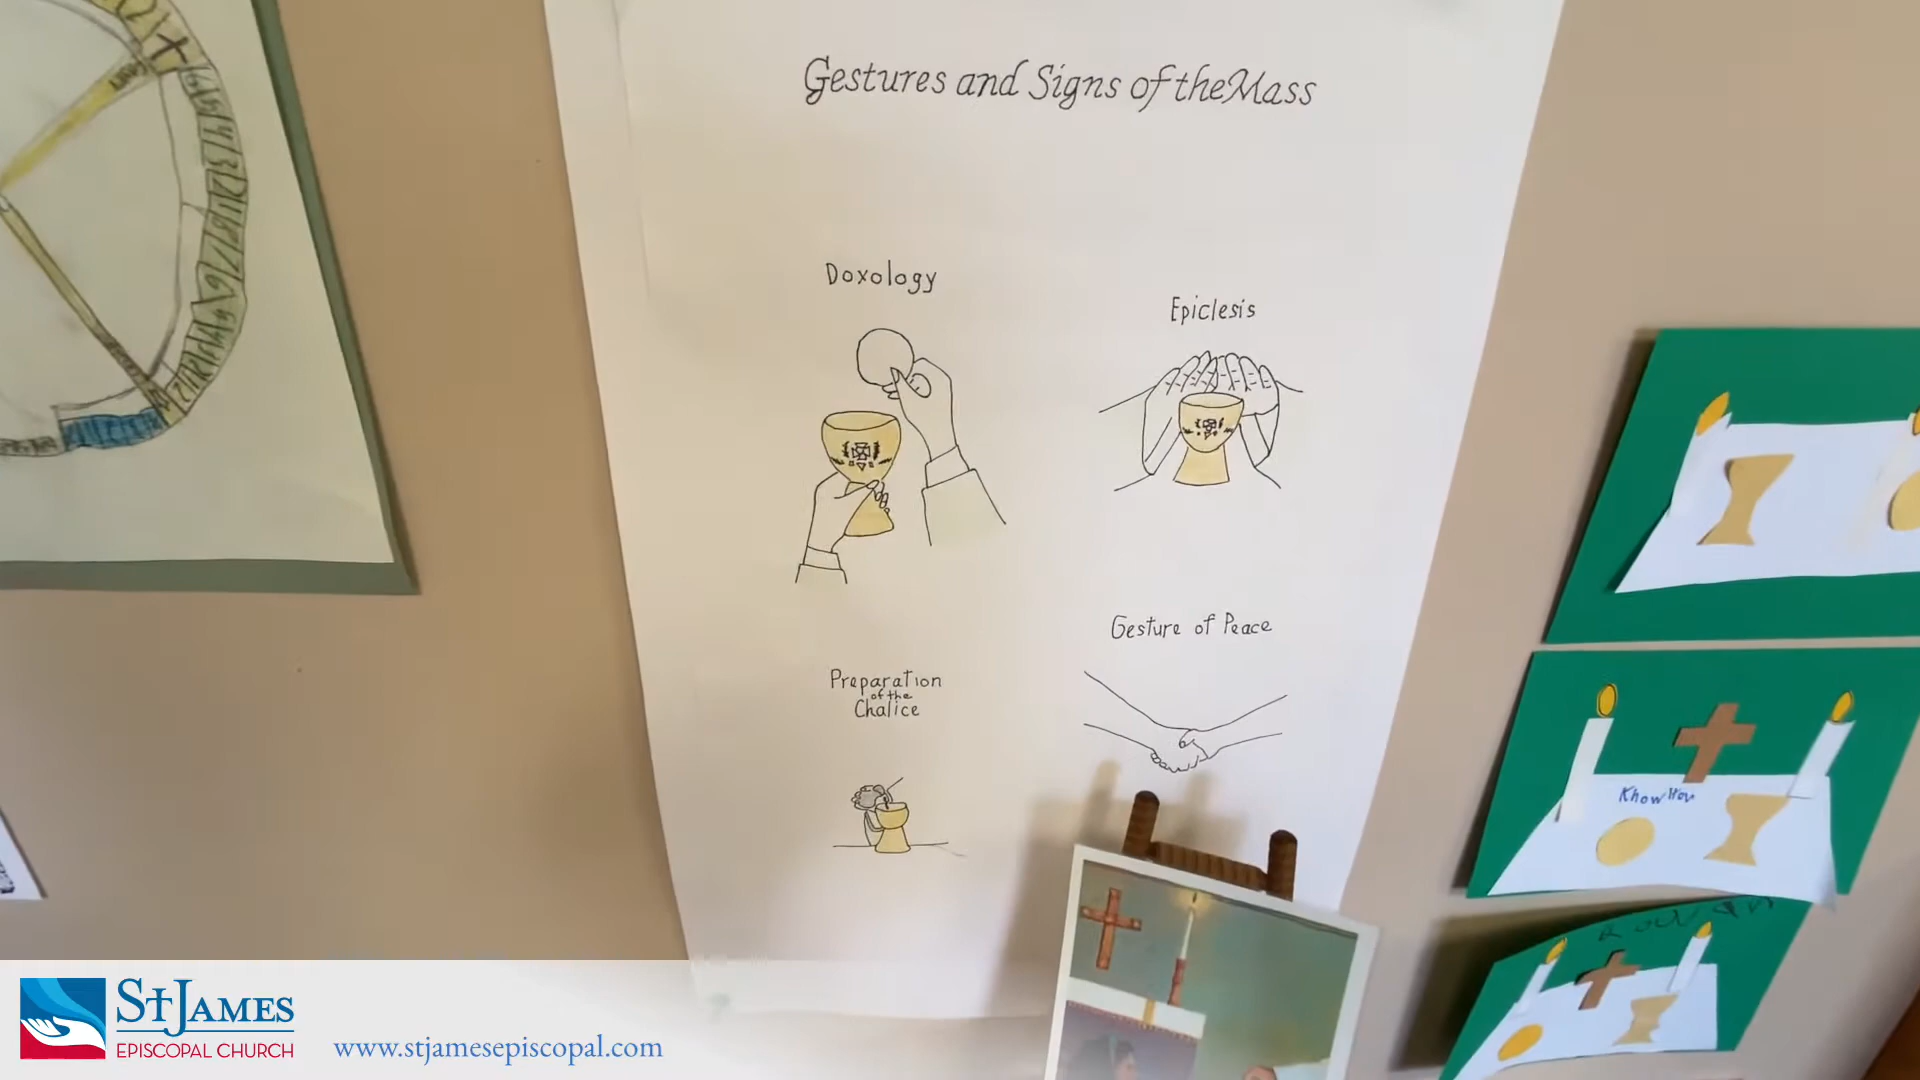 Gestures and Signs of the Mass
Doxology
Epiclesis
Gesture of Peace
Preparation
of the
Chalice
ST JAMES
EPISCOPAL CHURCH
www.stjamesepiscopal.com